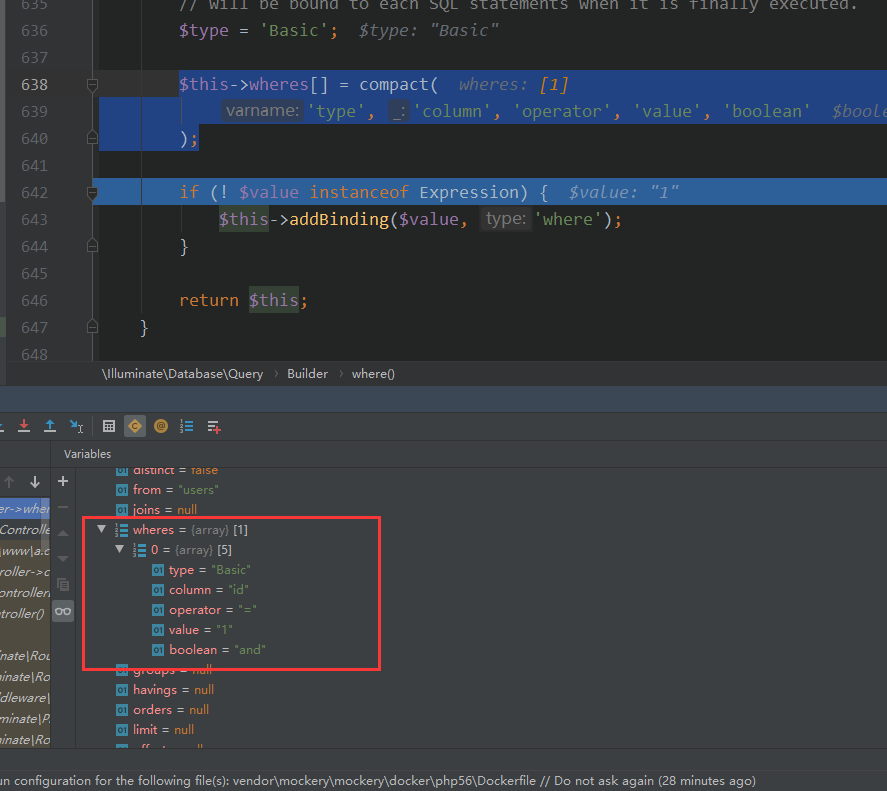 635 // will be bound to each SQL statements when it is finally executed.
636 $type = 'Basic'; $type: "Basic"
637
638 $this->wheres[] = compact( wheres: [1]
639 varname: 'type', _: 'column', 'operator', 'value', 'boolean' $boole
640 );
641
642 if (! $value instanceof Expression) { $value: "1"
643 $this->addBinding($value, type: 'where');
644 }
645
646 return $this;
647 }
648
\Illuminate\Database\Query › Builder › where()
Variables
distinct = false
from = "users"
joins = null
er->wher
wheres = {array} [1]
Controlle
0 = {array} [5]
\www\a.c
type = "Basic"
roller->c
column = "id"
ontroller
operator = "="
troller()
value = "1"
boolean = "and"
inate\Rou
groups = null
minate\Ro
havings = null
ddleware\
orders = null
minate\P
limit = null
minate\Ro
un configuration for the following file(s): vendor\mockery\mockery\docker\php56\Dockerfile // Do not ask again (28 minutes ago)